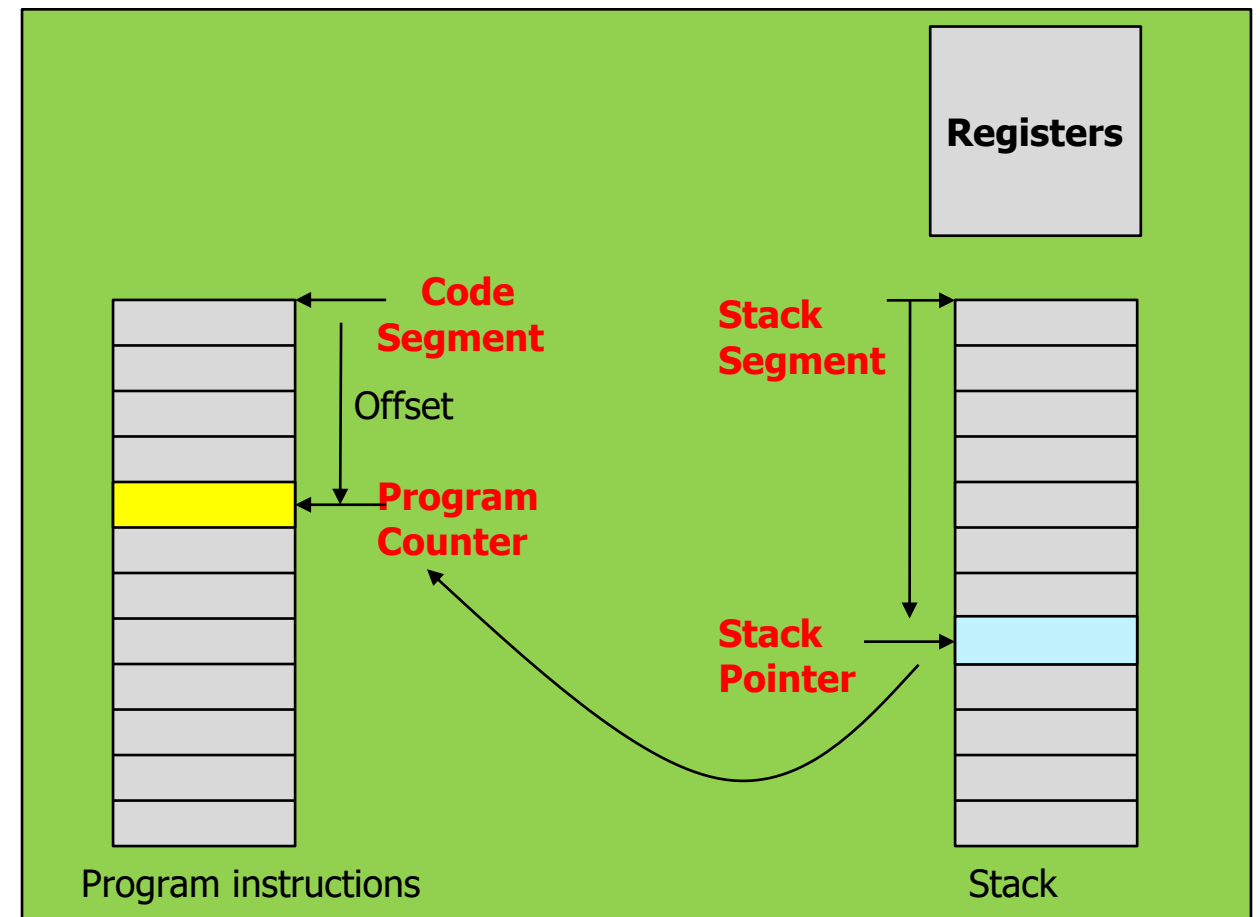 Registers
Code
Segment
Stack
Segment
Offset
Program
Counter
Stack
Pointer
Program instructions
Stack